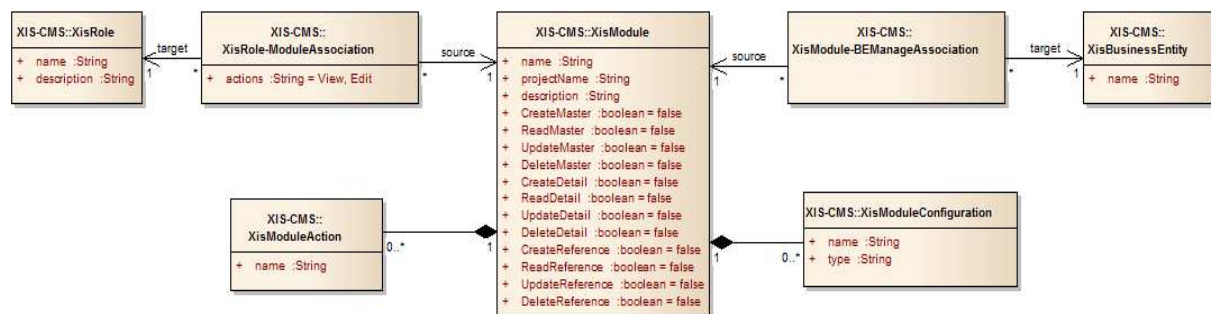 XIS-CMS::XisRole
+ name :String
+ description :String
target
1
*
XIS-CMS::
XisRole-ModuleAssociation
+ actions :String = View, Edit
source
*
1
XIS-CMS::XisModule
+ name :String
+ projectName :String
+ description :String
+ CreateMaster :boolean = false
+ ReadMaster :boolean = false
+ UpdateMaster :boolean = false
+ DeleteMaster :boolean = false
+ CreateDetail :boolean = false
+ ReadDetail :boolean = false
+ UpdateDetail :boolean = false
+ DeleteDetail :boolean = false
+ CreateReference :boolean = false
+ ReadReference :boolean = false
+ UpdateReference :boolean = false
+ DeleteReference :boolean = false
source
1
*
XIS-CMS::
XisModule-BEManageAssociation
target
*
1
XIS-CMS::
XisBusinessEntity
+ name :String
XIS-CMS::
XisModuleAction
+ name :String
0..*
1
1
0..*
XIS-CMS::XisModuleConfiguration
+ name :String
+ type :String